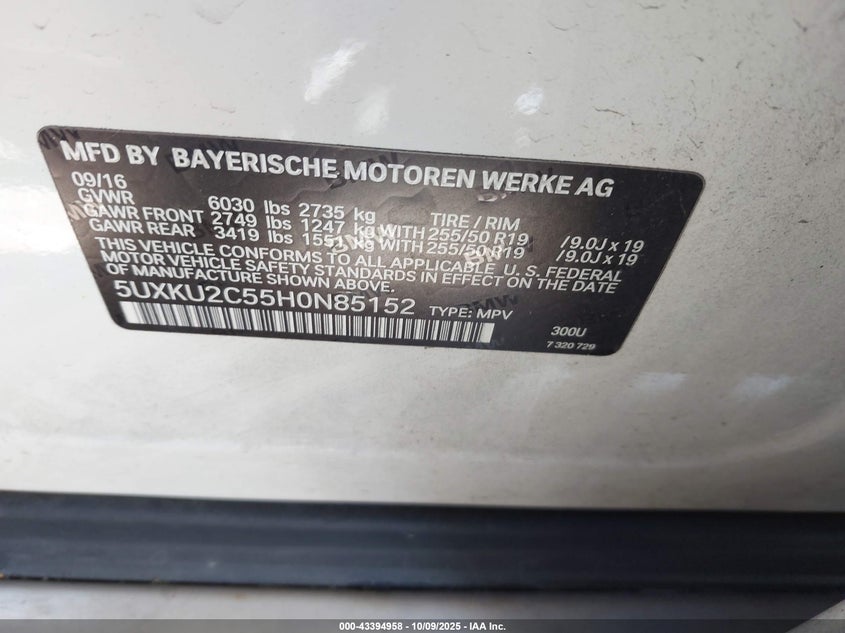 MFD BY BAYERISCHE MOTOREN WERKE AG
09/16
GVWR 6030 lbs 2735 kg TIRE / RIM
GAWR FRONT 2749 lbs 1247 kg WITH 255/50 R19 /9.0J x 19
GAWR REAR 3419 lbs 1551 kg WITH 255/50 R19 /9.0J x 19
THIS VEHICLE CONFORMS TO ALL APPLICABLE U. S. FEDERAL
MOTOR VEHICLE SAFETY STANDARDS IN EFFECT ON THE
DATE OF MANUFACTURE SHOWN ABOVE.
5UXKU2C55H0N85152 TYPE: MPV
300U
7 320 729
000-43394958 - 10/09/2025 - IAA Inc.